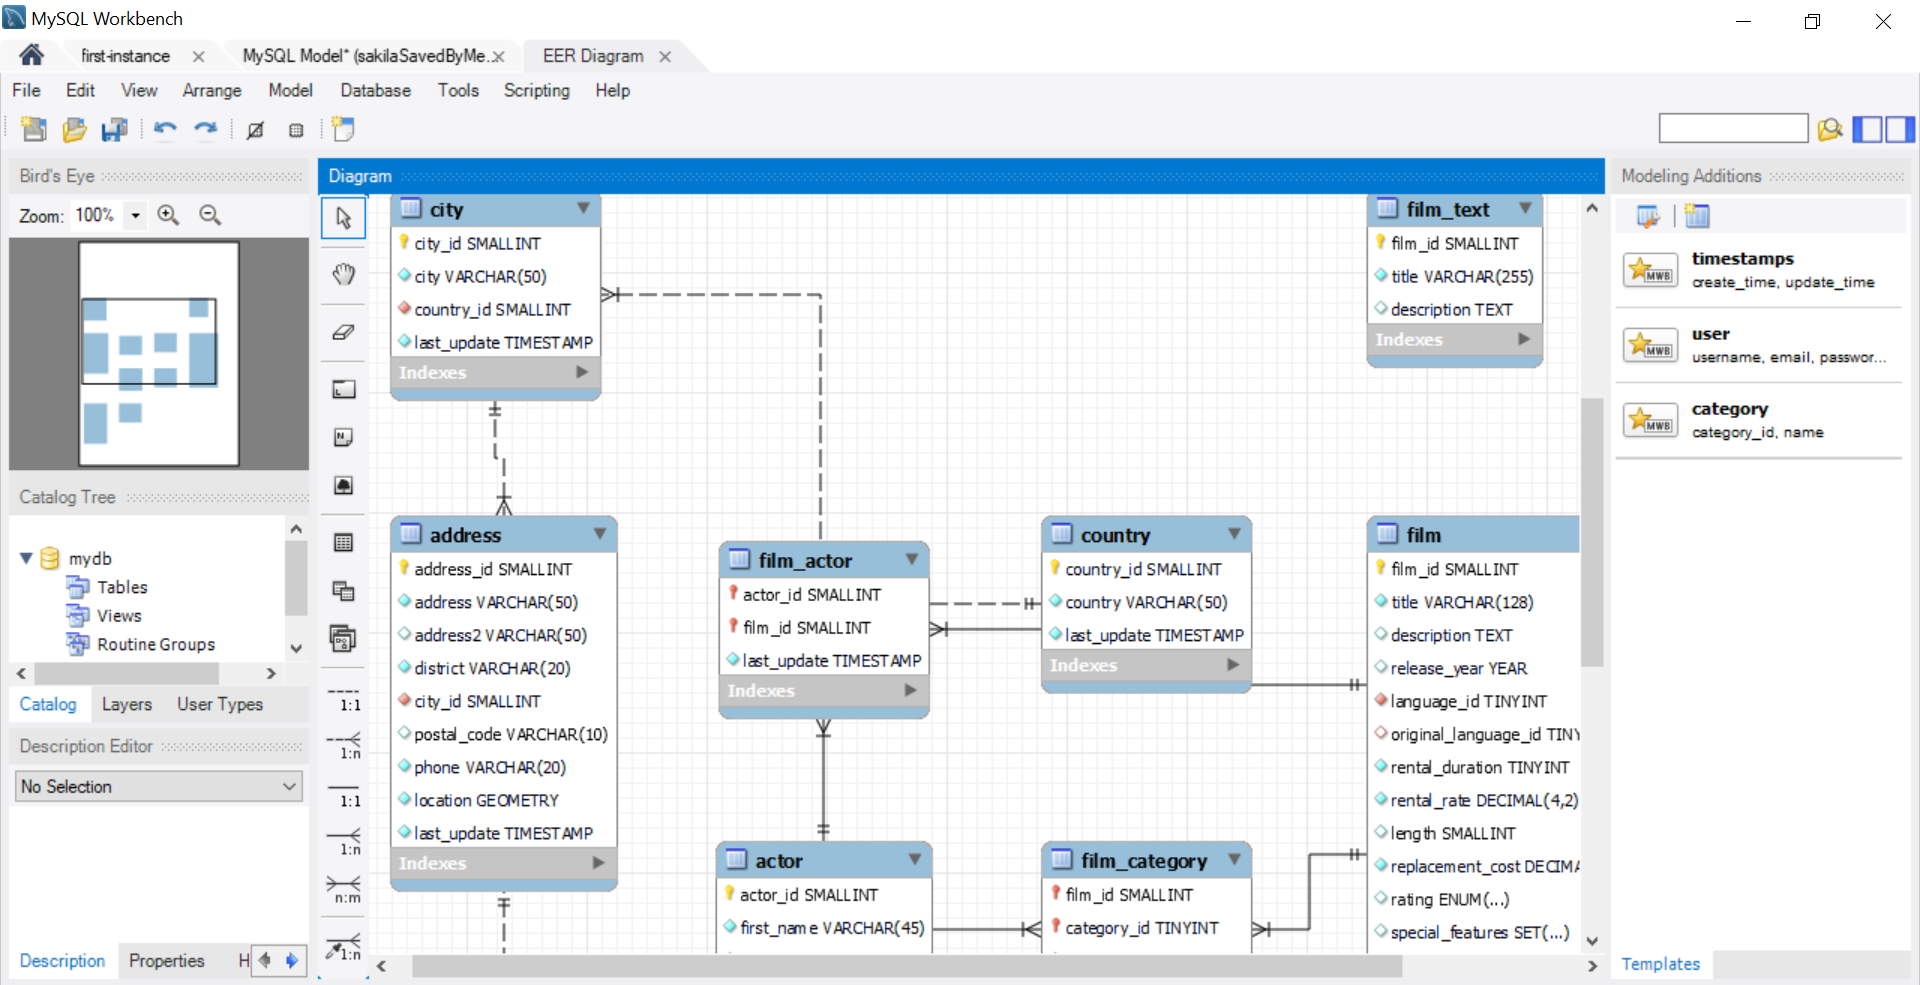 MySQL Workbench
first-instance
MySQL Model* (sakilaSavedByMe...
EER Diagram
File Edit View Arrange Model Database Tools Scripting Help
Bird's Eye
Zoom: 100%
Catalog Tree
mydb
Tables
Views
Routine Groups
Catalog Layers User Types
Description Editor
No Selection
Description Properties H
Diagram
N
1:1
1:n
1:1
1:n
n:m
1:n
city
city_id SMALLINT
city VARCHAR(50)
country_id SMALLINT
last_update TIMESTAMP
Indexes
address
address_id SMALLINT
address VARCHAR(50)
address2 VARCHAR(50)
district VARCHAR(20)
city_id SMALLINT
postal_code VARCHAR(10)
phone VARCHAR(20)
location GEOMETRY
last_update TIMESTAMP
Indexes
film_actor
actor_id SMALLINT
film_id SMALLINT
last_update TIMESTAMP
Indexes
actor
actor_id SMALLINT
first_name VARCHAR(45)
country
country_id SMALLINT
country VARCHAR(50)
last_update TIMESTAMP
Indexes
film_category
film_id SMALLINT
category_id TINYINT
film_text
film_id SMALLINT
title VARCHAR(255)
description TEXT
Indexes
film
film_id SMALLINT
title VARCHAR(128)
description TEXT
release_year YEAR
language_id TINYINT
original_language_id TINY
rental_duration TINYINT
rental_rate DECIMAL(4,2)
length SMALLINT
replacement_cost DECIMA
rating ENUM(...)
special_features SET(...)
Modeling Additions
MWB
timestamps
create_time, update_time
MWB
user
username, email, passwor...
MWB
category
category_id, name
Templates